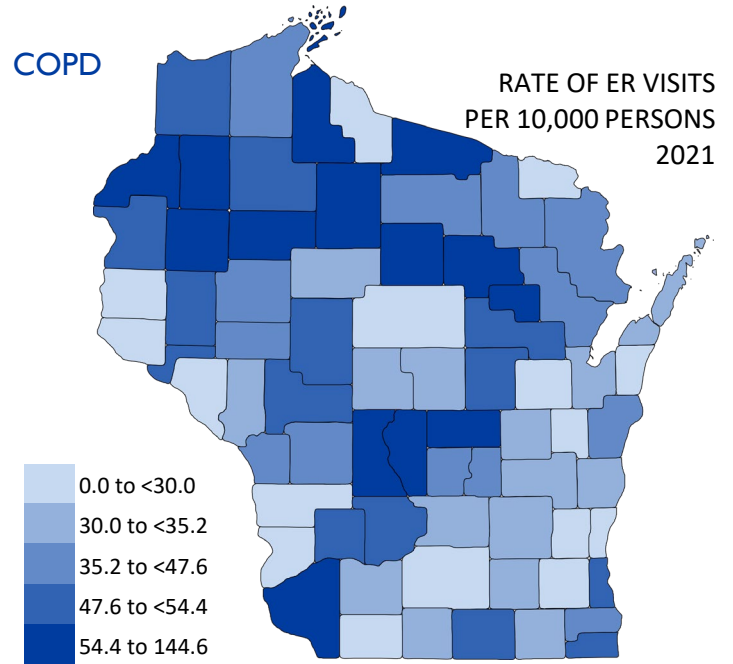 COPD
RATE OF ER VISITS
PER 10,000 PERSONS
2021
0.0 to <30.0
30.0 to <35.2
35.2 to <47.6
47.6 to <54.4
54.4 to 144.6